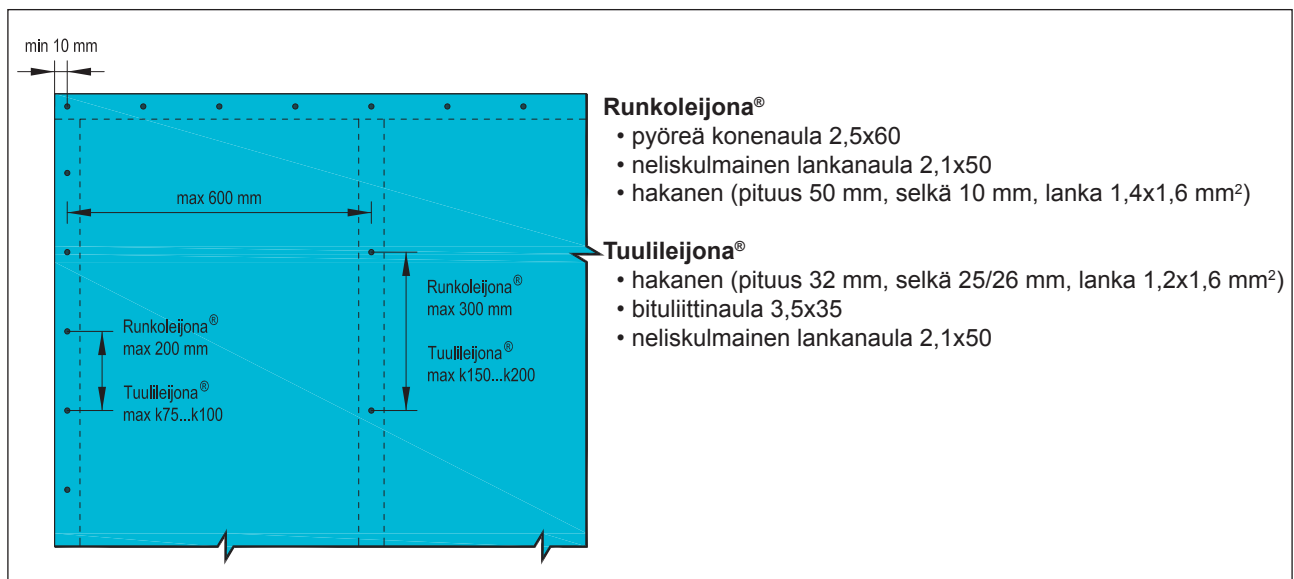 min 10 mm
max 600 mm
Runkoleijona®
max 200 mm
Tuulileijona®
max k75...k100
Runkoleijona®
max 300 mm
Tuulileijona®
max k150...k200
Runkoleijona®
• pyöreä konenaula 2,5x60
• neliskulmainen lankanaula 2,1x50
• hakanen (pituus 50 mm, selkä 10 mm, lanka 1,4x1,6 mm²)
Tuulileijona®
• hakanen (pituus 32 mm, selkä 25/26 mm, lanka 1,2x1,6 mm²)
• bituliittinaula 3,5x35
• neliskulmainen lankanaula 2,1x50